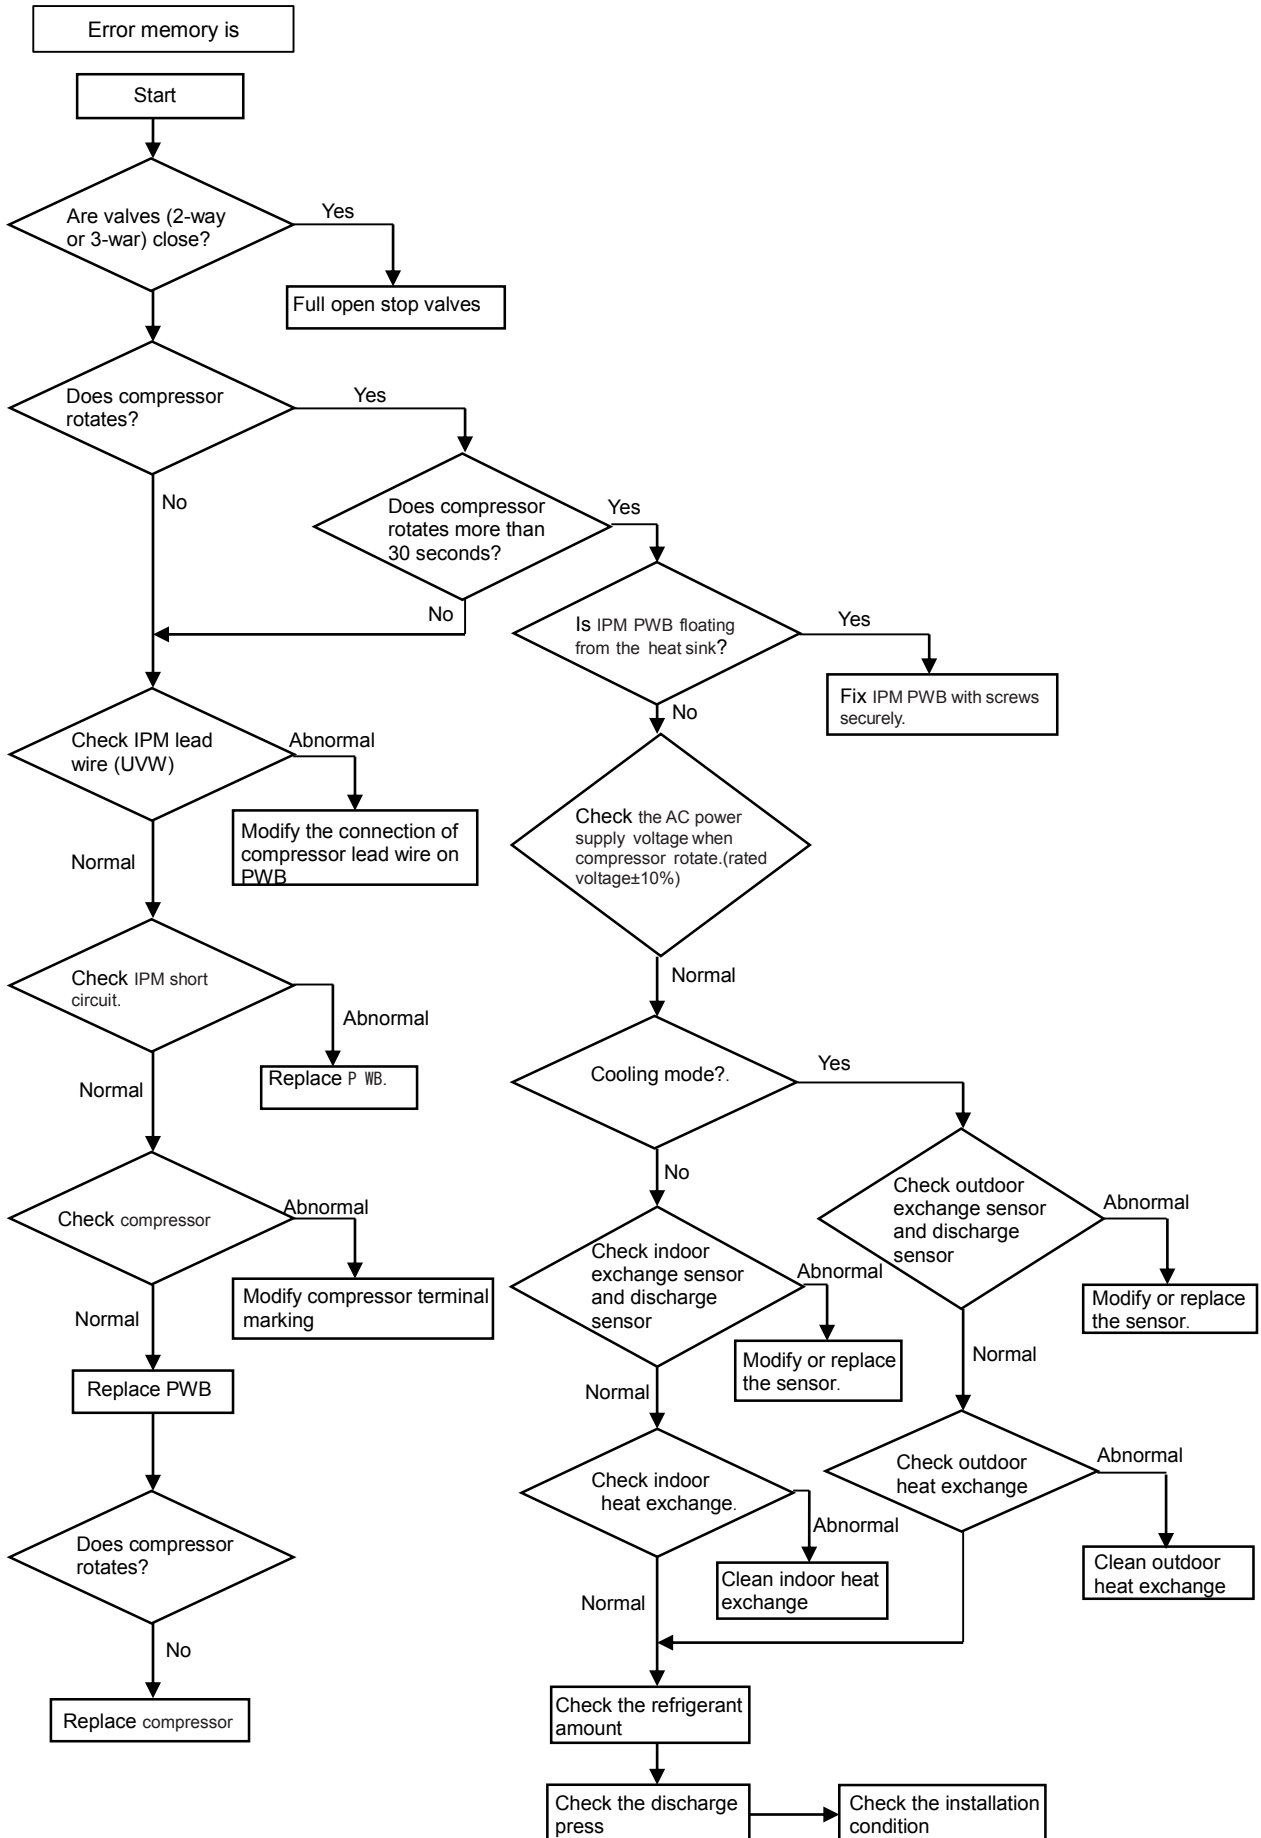 Error memory is
Start
Are valves (2-way
or 3-war) close?
Yes
Full open stop valves
Does compressor
rotates?
Yes
No
Does compressor
rotates more than
30 seconds?
Yes
No
Is IPM PWB floating
from the heat sink?
Yes
Fix IPM PWB with screws
securely.
No
Check IPM lead
wire (UVW)
Abnormal
Modify the connection of
compressor lead wire on
PWB
Normal
Check the AC power
supply voltage when
compressor rotate.(rated
voltage±10%)
Normal
Check IPM short
circuit.
Abnormal
Replace P WB.
Normal
Cooling mode?.
Yes
No
Check compressor
Abnormal
Modify compressor terminal
marking
Normal
Check outdoor
exchange sensor
and discharge
sensor
Abnormal
Modify or replace
the sensor.
Normal
Check indoor
exchange sensor
and discharge
sensor
Abnormal
Modify or replace
the sensor.
Normal
Replace PWB
Check outdoor
heat exchange
Abnormal
Clean outdoor
heat exchange
Check indoor
heat exchange.
Abnormal
Clean indoor heat
exchange
Normal
Does compressor
rotates?
No
Replace compressor
Check the refrigerant
amount
Check the discharge
press
Check the installation
condition